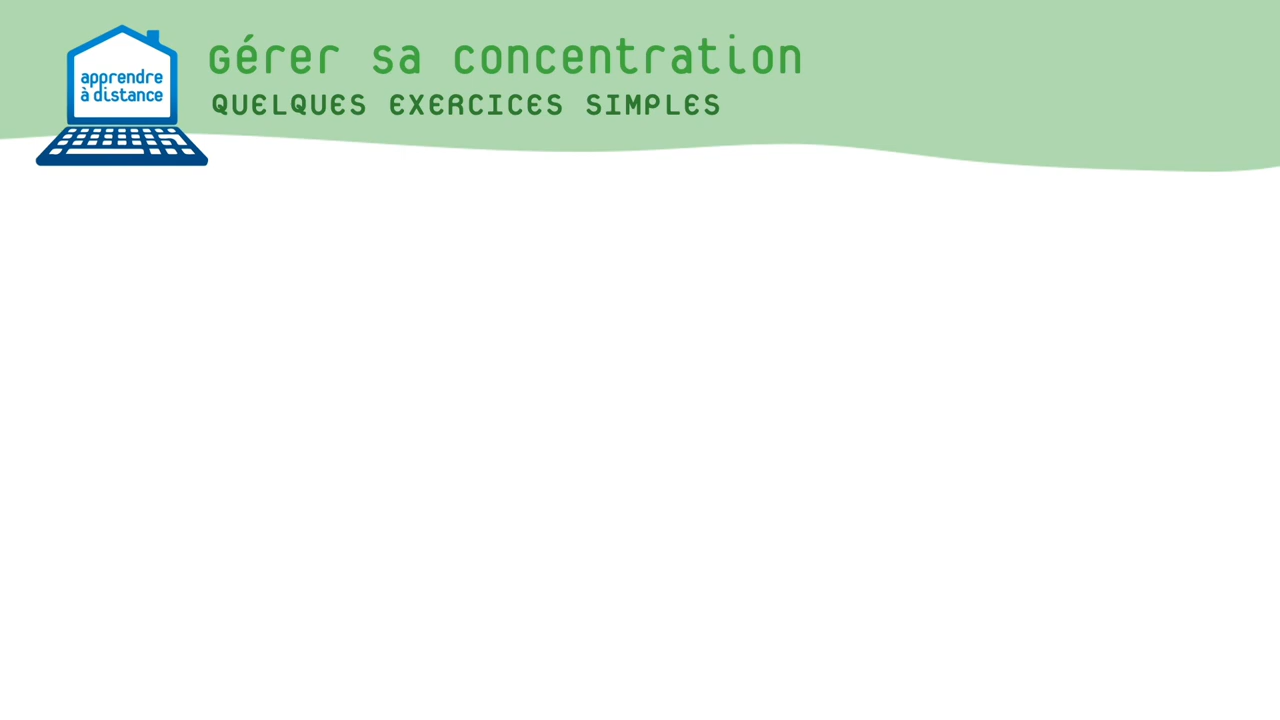 Gérer sa concentration
QUELQUES EXERCICES SIMPLES
apprendre
à distance